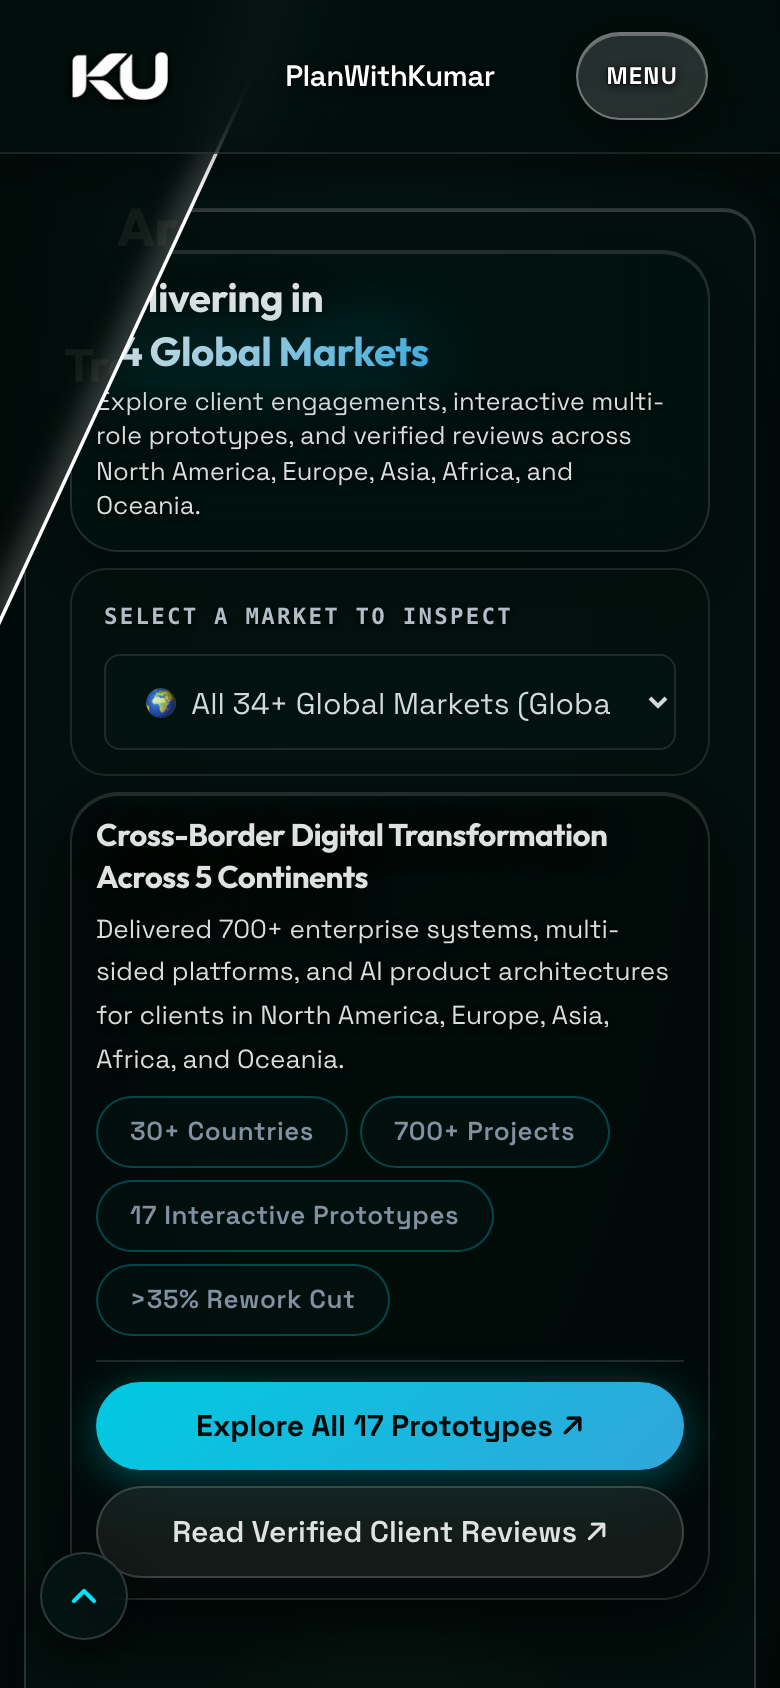 KU
PlanWithKumar
MENU
livering in
4 Global Markets
Explore client engagements, interactive multi-
role prototypes, and verified reviews across
North America, Europe, Asia, Africa, and
Oceania.
SELECT A MARKET TO INSPECT
🌍 All 34+ Global Markets (Globa
Cross-Border Digital Transformation
Across 5 Continents
Delivered 700+ enterprise systems, multi-
sided platforms, and AI product architectures
for clients in North America, Europe, Asia,
Africa, and Oceania.
30+ Countries
700+ Projects
17 Interactive Prototypes
>35% Rework Cut
Explore All 17 Prototypes ↗
Read Verified Client Reviews ↗